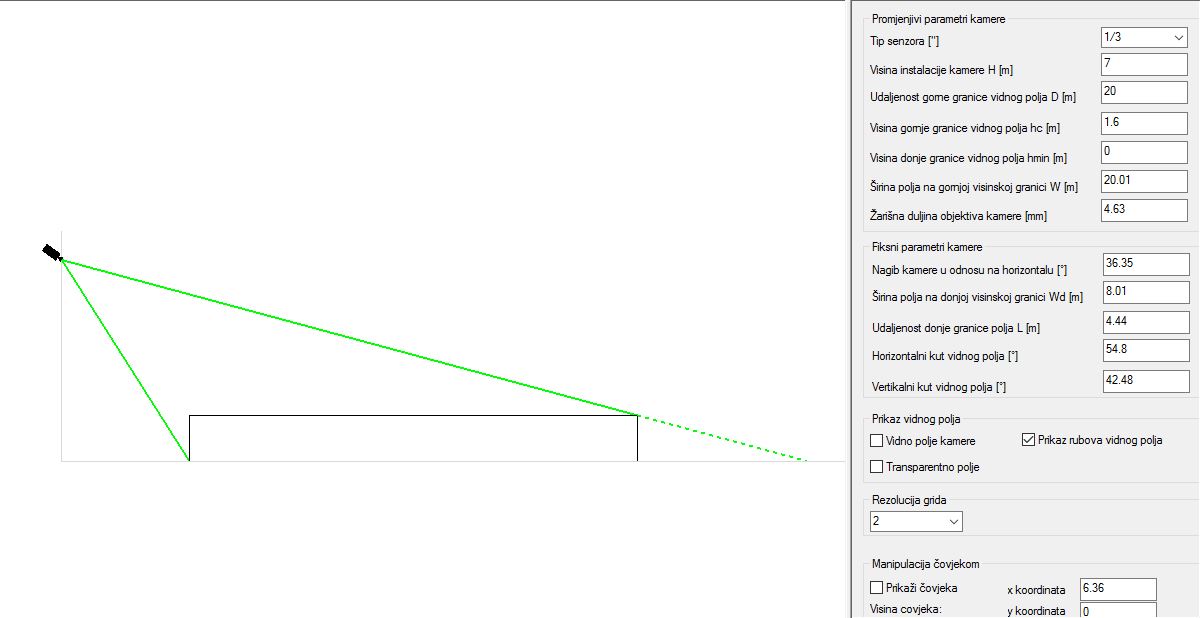 Promjenjivi parametri kamere
Tip senzora ["] 1/3
Visina instalacije kamere H [m] 7
Udaljenost gorne granice vidnog polja D [m] 20
Visina gornje granice vidnog polja hc [m] 1.6
Visina donje granice vidnog polja hmin [m] 0
Širina polja na gornjoj visinskoj granici W [m] 20.01
Žarišna duljina objektiva kamere [mm] 4.63
Fiksni parametri kamere
Nagib kamere u odnosu na horizontalu [°] 36.35
Širina polja na donjoj visinskoj granici Wd [m] 8.01
Udaljenost donje granice polja L [m] 4.44
Horizontalni kut vidnog polja [°] 54.8
Vertikalni kut vidnog polja [°] 42.48
Prikaz vidnog polja
Vidno polje kamere Prikaz rubova vidnog polja
Transparentno polje
Rezolucija grida
2
Manipulacija čovjekom
Prikaži čovjeka x koordinata 6.36
Visina covjeka: y koordinata 0